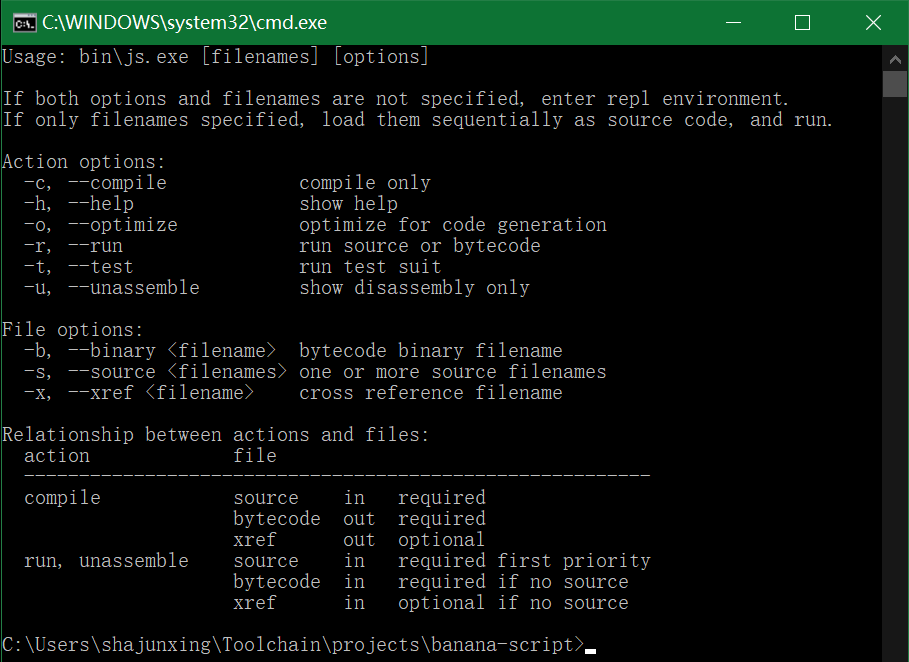 C:\WINDOWS\system32\cmd.exe
Usage: bin\js.exe [filenames] [options]
If both options and filenames are not specified, enter repl environment.
If only filenames specified, load them sequentially as source code, and run.
Action options:
-c, --compile compile only
-h, --help show help
-o, --optimize optimize for code generation
-r, --run run source or bytecode
-t, --test run test suit
-u, --unassemble show disassembly only
File options:
-b, --binary <filename> bytecode binary filename
-s, --source <filenames> one or more source filenames
-x, --xref <filename> cross reference filename
Relationship between actions and files:
action file
---------------------------------------------------------
compile source in required
bytecode out required
xref out optional
run, unassemble source in required first priority
bytecode in required if no source
xref in optional if no source
C:\Users\shajunxing\Toolchain\projects\banana-script>